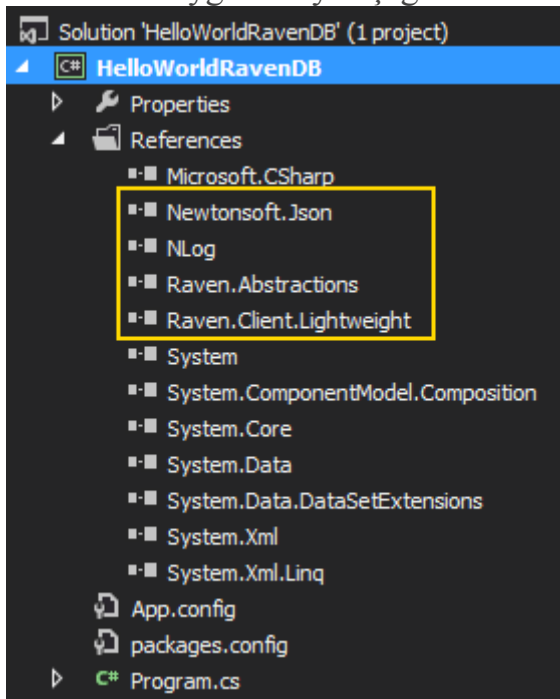 Solution 'HelloWorldRavenDB' (1 project)
C# HelloWorldRavenDB
Properties
References
Microsoft.CSharp
Newtonsoft.Json
NLog
Raven.Abstractions
Raven.Client.Lightweight
System
System.ComponentModel.Composition
System.Core
System.Data
System.Data.DataSetExtensions
System.Xml
System.Xml.Linq
App.config
packages.config
C# Program.cs